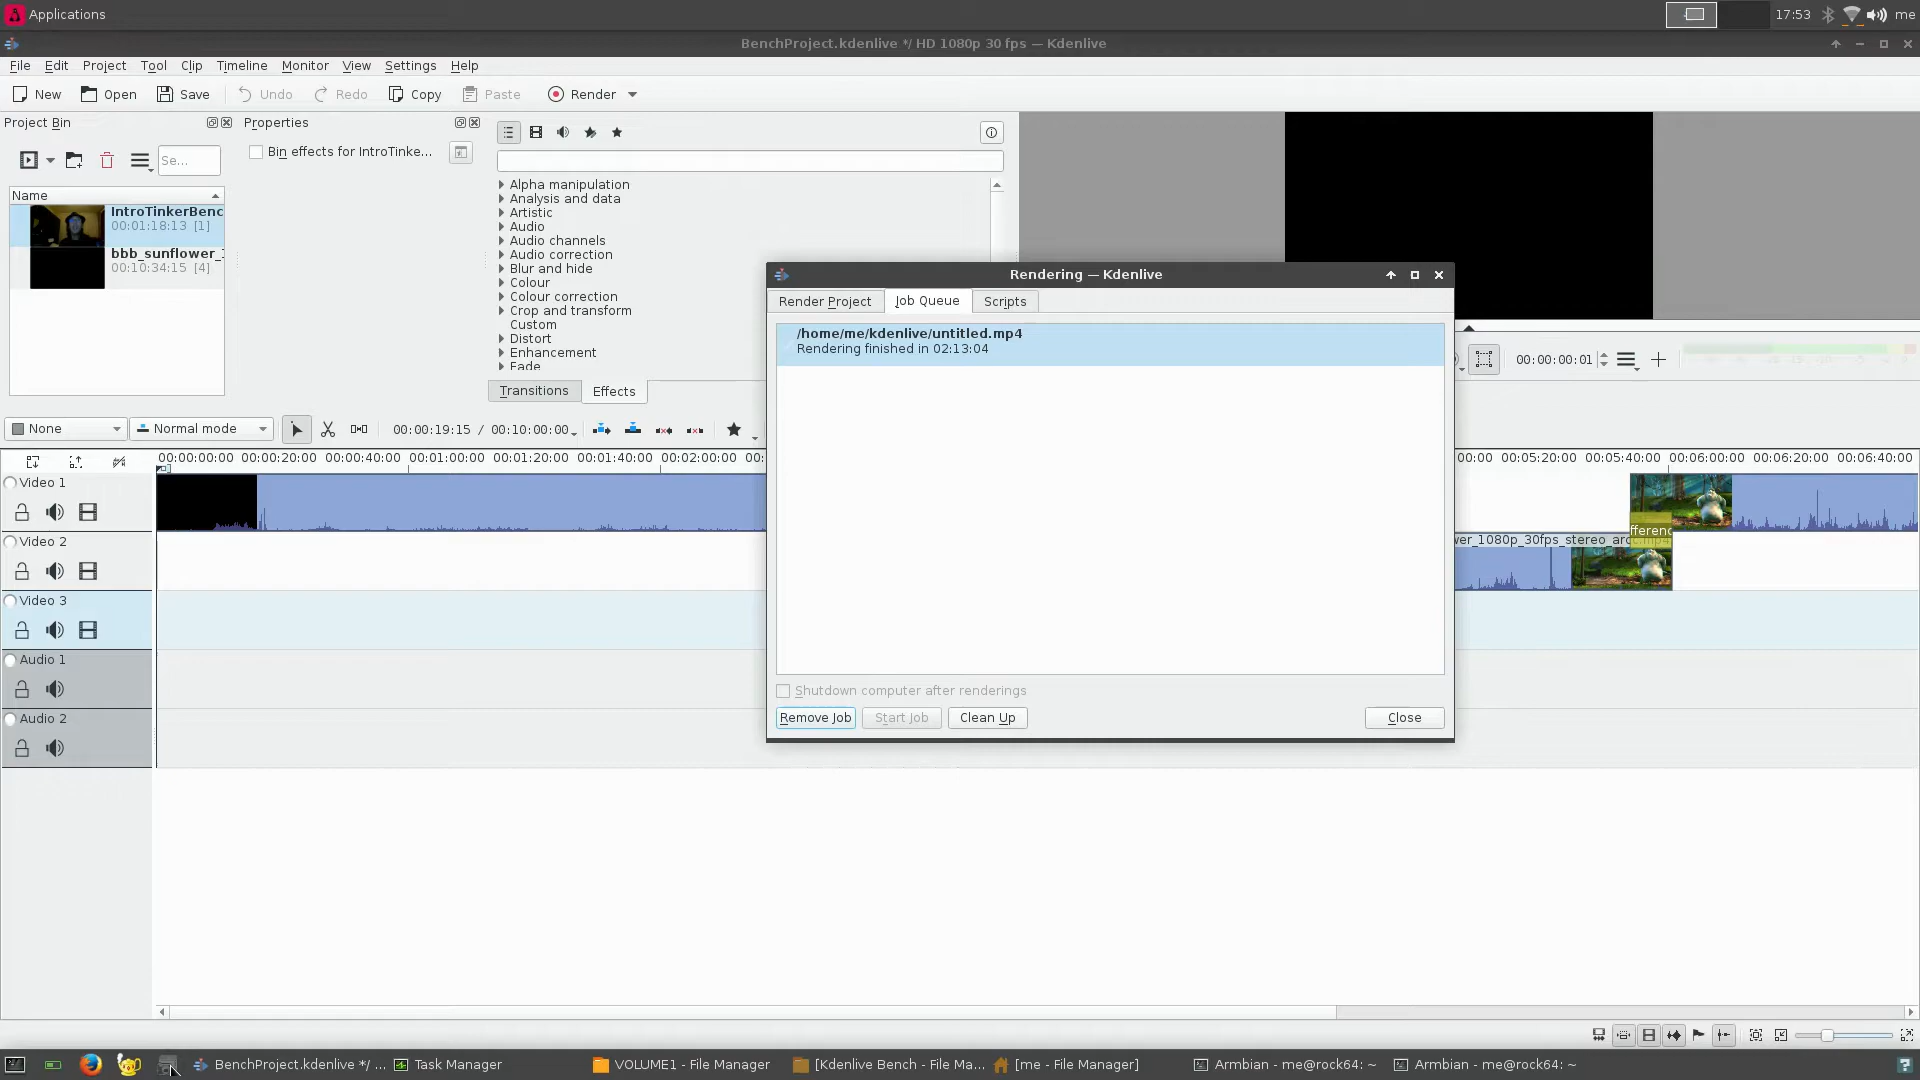 Applications
17:53
me
BenchProject.kdenlive */ HD 1080p 30 fps — Kdenlive
File Edit Project Tool Clip Timeline Monitor View Settings Help
New Open Save Undo Redo Copy Paste Render
Project Bin
Properties
Se...
Bin effects for IntroTinke...
Name
IntroTinkerBenc
00:01:18:13 [1]
bbb_sunflower_
00:10:34:15 [4]
Alpha manipulation
Analysis and data
Artistic
Audio
Audio channels
Audio correction
Blur and hide
Colour
Colour correction
Crop and transform
Custom
Distort
Enhancement
Fade
Transitions Effects
Rendering — Kdenlive
Render Project Job Queue Scripts
/home/me/kdenlive/untitled.mp4
Rendering finished in 02:13:04
Shutdown computer after renderings
Remove Job Start Job Clean Up Close
00:00:00:01
None Normal mode 00:00:19:15 / 00:10:00:00
00:00:00:00 00:00:20:00 00:00:40:00 00:01:00:00 00:01:20:00 00:01:40:00 00:02:00:00 00: 00:00 00:05:20:00 00:05:40:00 00:06:00:00 00:06:20:00 00:06:40:00
Video 1
fferenc
Video 2
wer_1080p_30fps_stereo_arc.mp4
Video 3
Audio 1
Audio 2
BenchProject.kdenlive */ ... Task Manager VOLUME1 - File Manager [Kdenlive Bench - File Ma... [me - File Manager] Armbian - me@rock64: ~ Armbian - me@rock64: ~